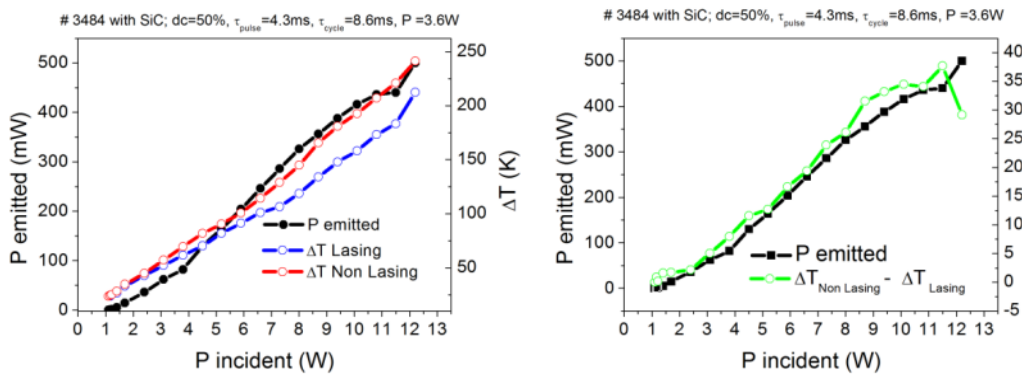 # 3484 with SiC; dc=50%, τpulse=4.3ms, τcycle=8.6ms, P =3.6W
P emitted (mW)
500
400
300
200
100
0
250
200
150
100
50
ΔT (K)
P emitted
ΔT Lasing
ΔT Non Lasing
0 1 2 3 4 5 6 7 8 9 10 11 12 13
P incident (W)
# 3484 with SiC; dc=50%, τpulse=4.3ms, τcycle=8.6ms, P =3.6W
P emitted (mW)
500
400
300
200
100
0
40
35
30
25
20
15
10
5
0
-5
P emitted
ΔTNon Lasing - ΔTLasing
0 1 2 3 4 5 6 7 8 9 10 11 12 13
P incident (W)